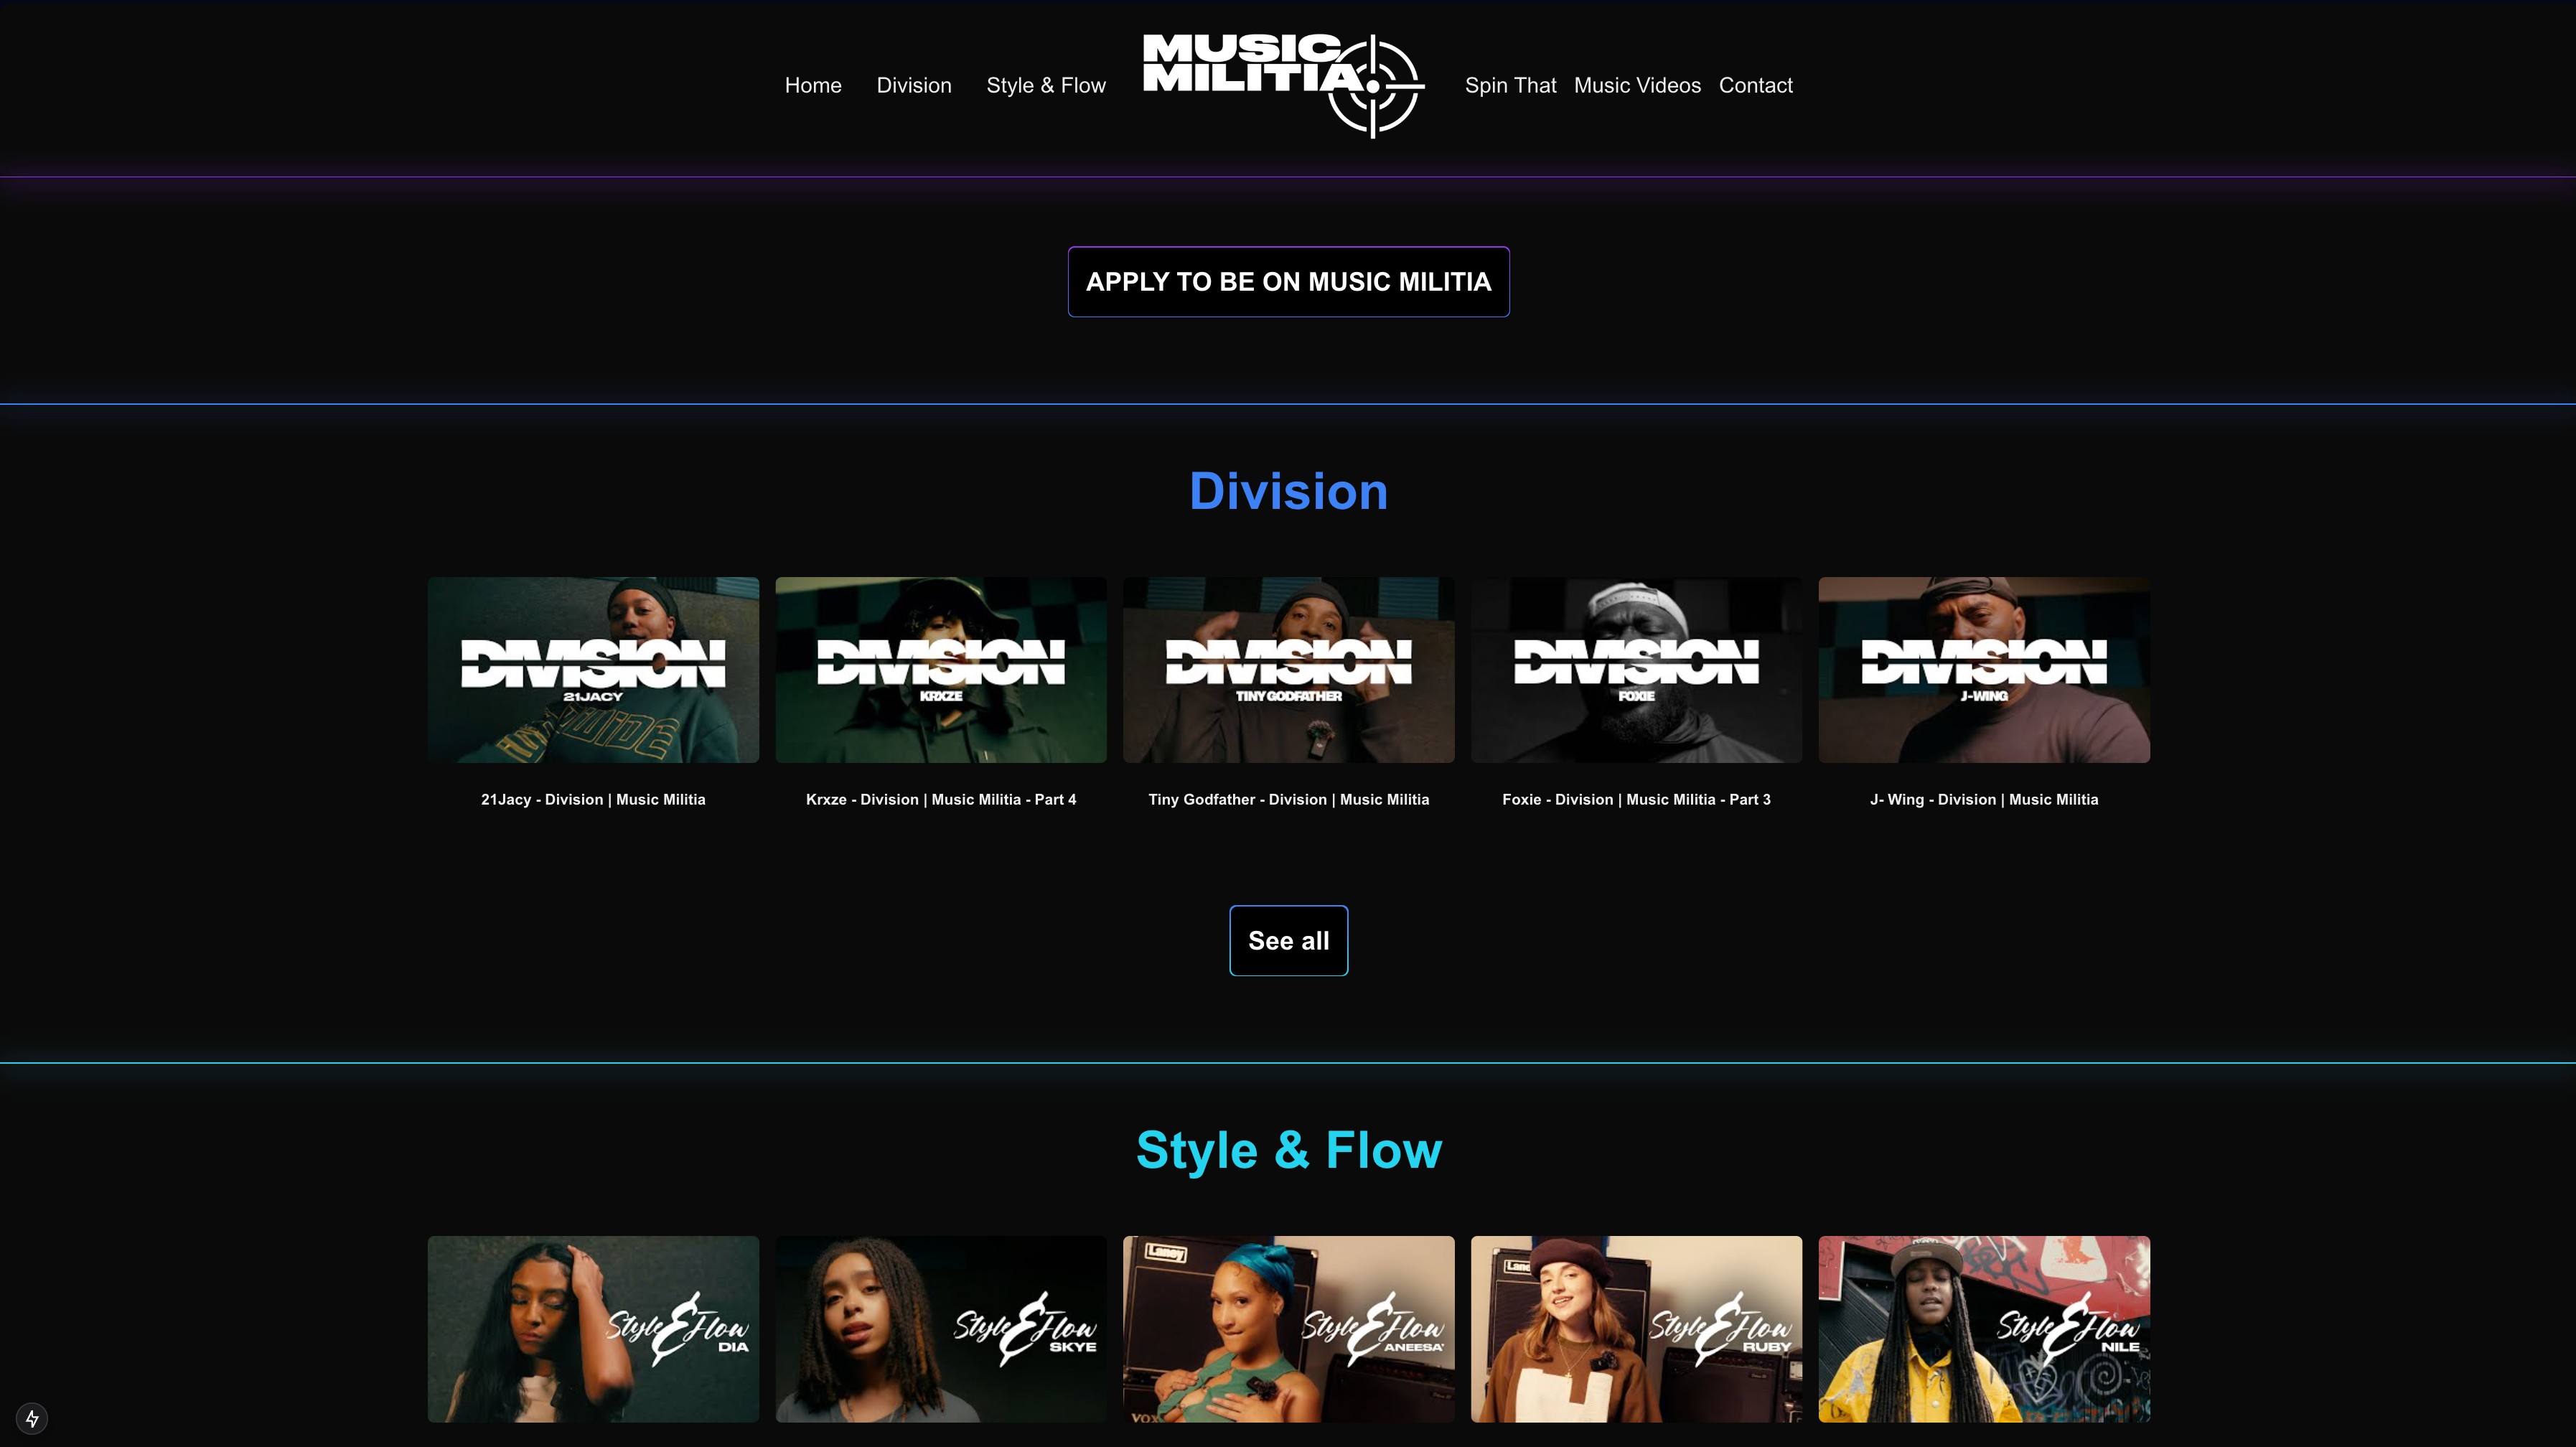 Home
Division
Style & Flow
MUSIC
MILITIA
Spin That
Music Videos
Contact
APPLY TO BE ON MUSIC MILITIA
Division
DIVISION
21JACY
DIVISION
KRXZE
DIVISION
TINY GODFATHER
DIVISION
FOXIE
DIVISION
J-WING
21Jacy - Division | Music Militia
Krxze - Division | Music Militia - Part 4
Tiny Godfather - Division | Music Militia
Foxie - Division | Music Militia - Part 3
J- Wing - Division | Music Militia
See all
Style & Flow
Style & Flow
DIA
Style & Flow
SKYE
Laney
Style & Flow
ANEESA
VOX
Style & Flow
RUBY
Style & Flow
NILE